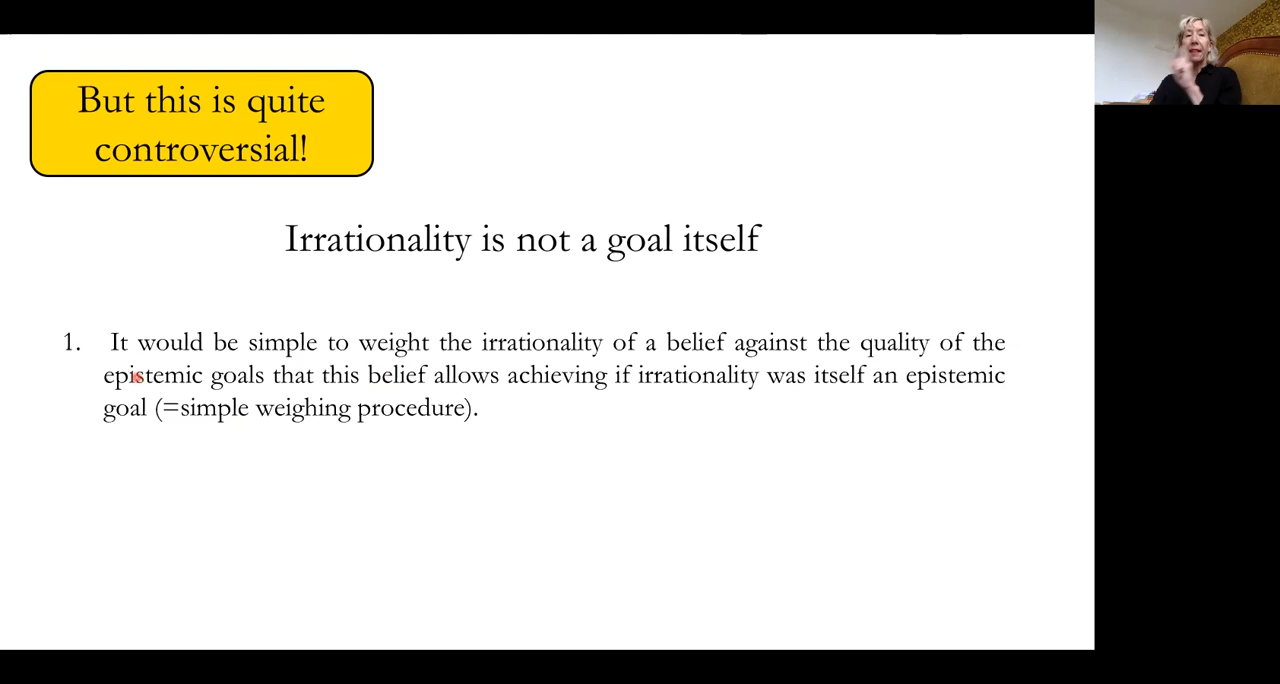 But this is quite
controversial!
Irrationality is not a goal itself
1. It would be simple to weight the irrationality of a belief against the quality of the
epistemic goals that this belief allows achieving if irrationality was itself an epistemic
goal (=simple weighing procedure).